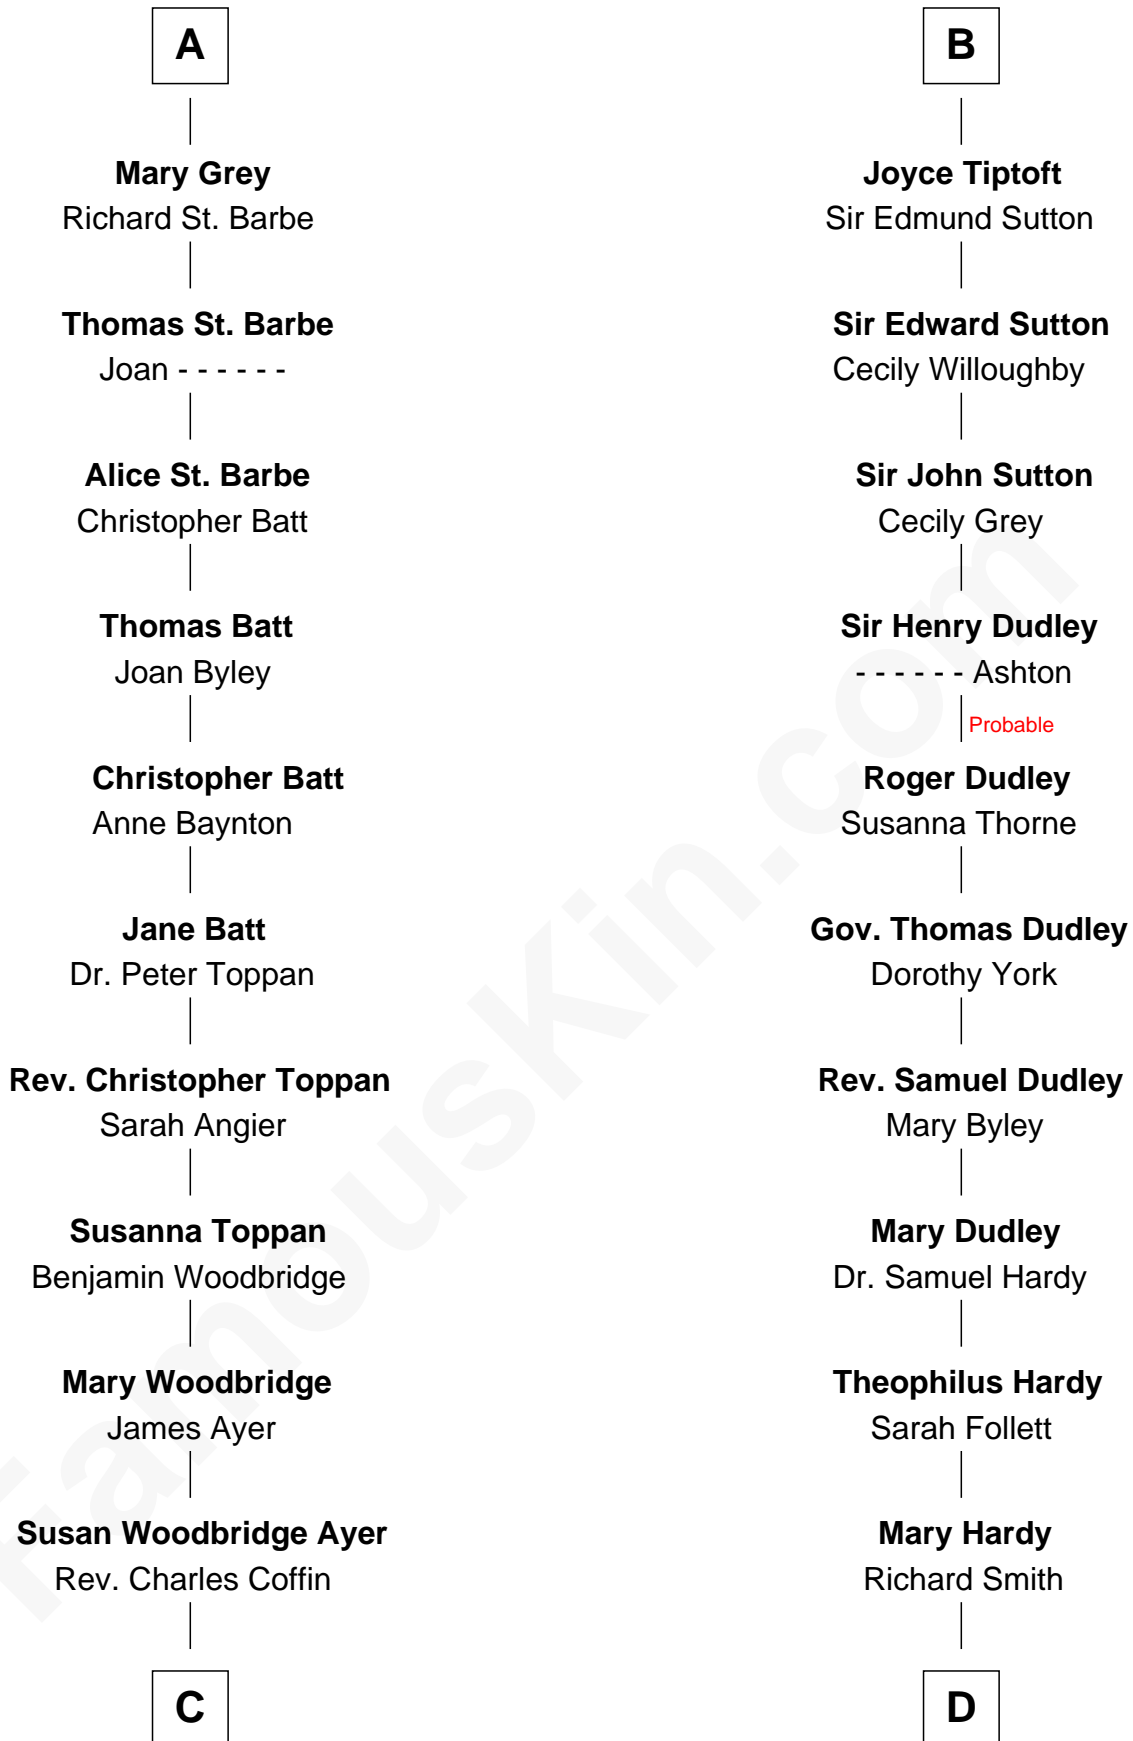 A
Mary Grey
Richard St. Barbe
Thomas St. Barbe
Joan - - - - - -
Alice St. Barbe
Christopher Batt
Thomas Batt
Joan Byley
Christopher Batt
Anne Baynton
Jane Batt
Dr. Peter Toppan
Rev. Christopher Toppan
Sarah Angier
Susanna Toppan
Benjamin Woodbridge
Mary Woodbridge
James Ayer
Susan Woodbridge Ayer
Rev. Charles Coffin
C
B
Joyce Tiptoft
Sir Edmund Sutton
Sir Edward Sutton
Cecily Willoughby
Sir John Sutton
Cecily Grey
Sir Henry Dudley
- - - - - - Ashton
Probable
Roger Dudley
Susanna Thorne
Gov. Thomas Dudley
Dorothy York
Rev. Samuel Dudley
Mary Byley
Mary Dudley
Dr. Samuel Hardy
Theophilus Hardy
Sarah Follett
Mary Hardy
Richard Smith
D
FamousKin.com